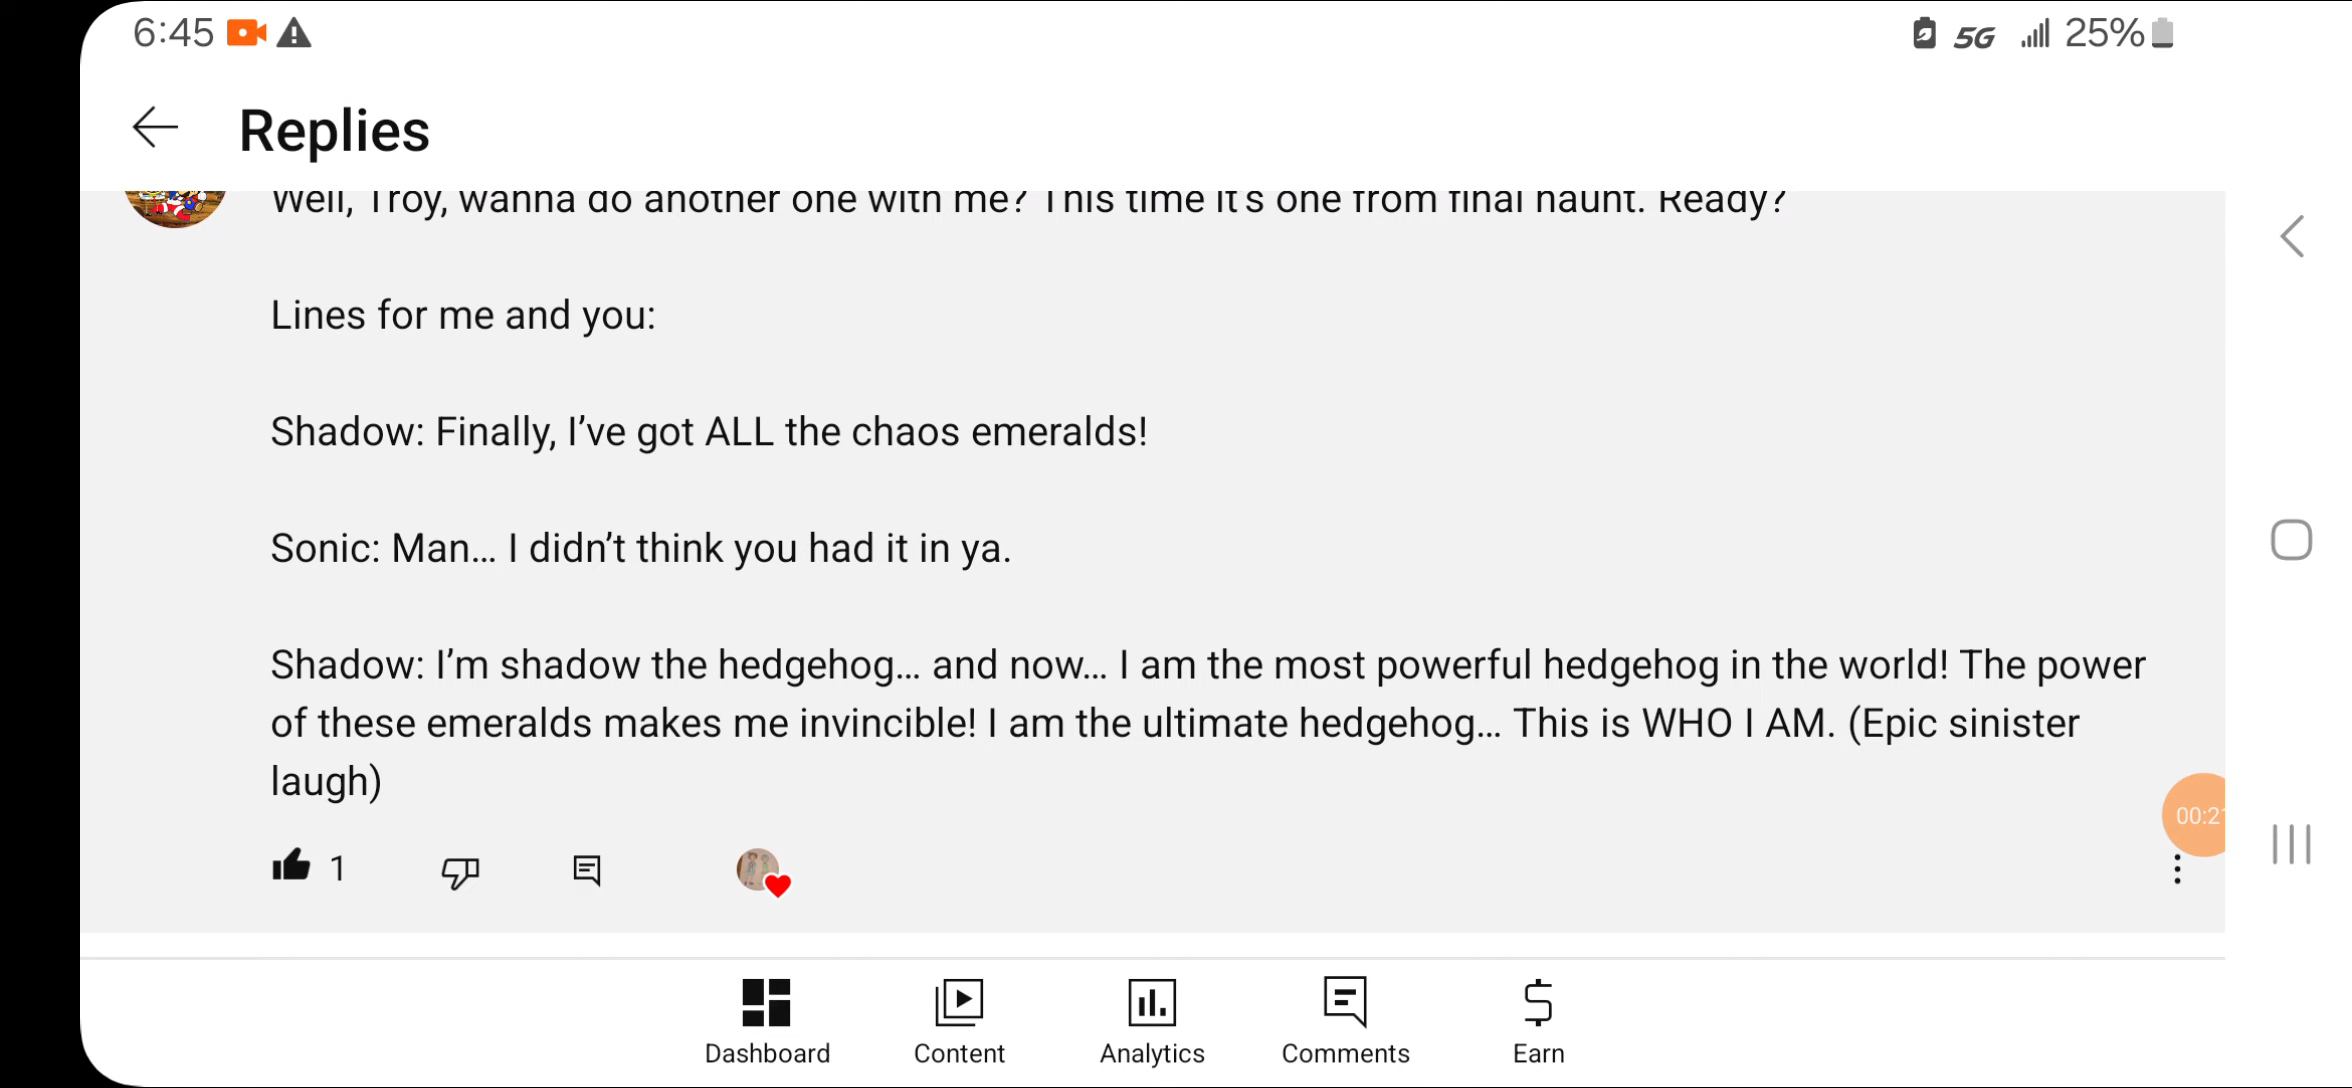 6:45 5G 25%
Replies
Well, Troy, wanna do another one with me? This time it's one from final haunt. Ready?
Lines for me and you:
Shadow: Finally, I've got ALL the chaos emeralds!
Sonic: Man... I didn't think you had it in ya.
Shadow: I'm shadow the hedgehog... and now... I am the most powerful hedgehog in the world! The power
of these emeralds makes me invincible! I am the ultimate hedgehog... This is WHO I AM. (Epic sinister
laugh)
00:21
1
Dashboard Content Analytics Comments Earn